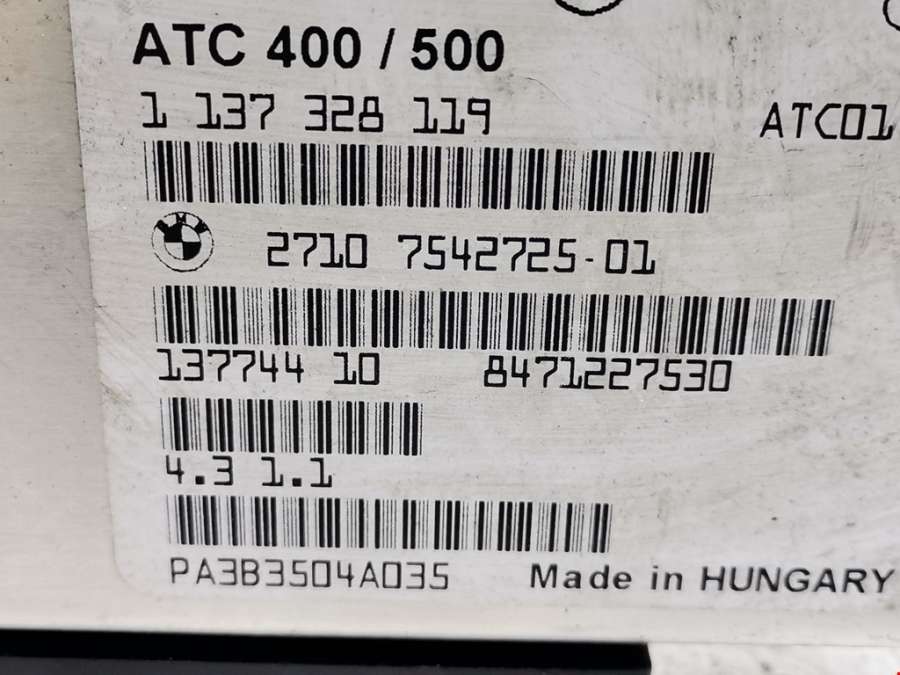 ATC 400 / 500
1 137 328 119 ATC01
BMW 2710 7542725-01
137744 10 8471227530
4.3 1.1
PA3B3504A035 Made in HUNGARY